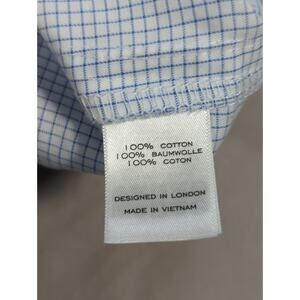 100% COTTON
100% BAUMWOLLE
100% COTON
DESIGNED IN LONDON
MADE IN VIETNAM